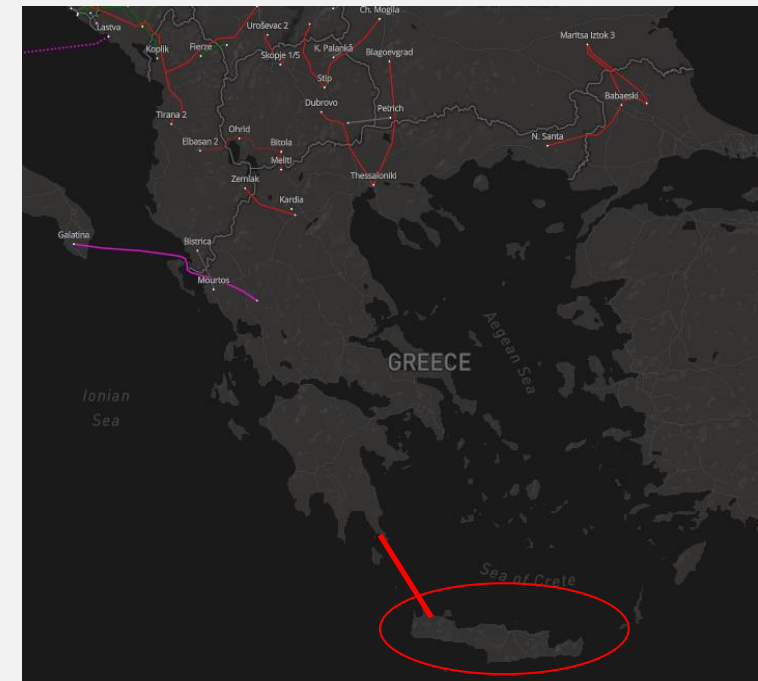 Ch. Mogila
Lastva
Uroševac 2
Koplik
Fierze
Skopje 1/5
K. Palanka
Blagoevgrad
Maritsa Iztok 3
Stip
Dubrovo
Petrich
Babaeski
Tirana 2
Elbasan 2
Ohrid
Bitola
Meliti
N. Santa
Zemlak
Thessaloniki
Kardia
Galatina
Bistrica
Mourtos
Aegean Sea
GREECE
Ionian
Sea
Sea of Crete